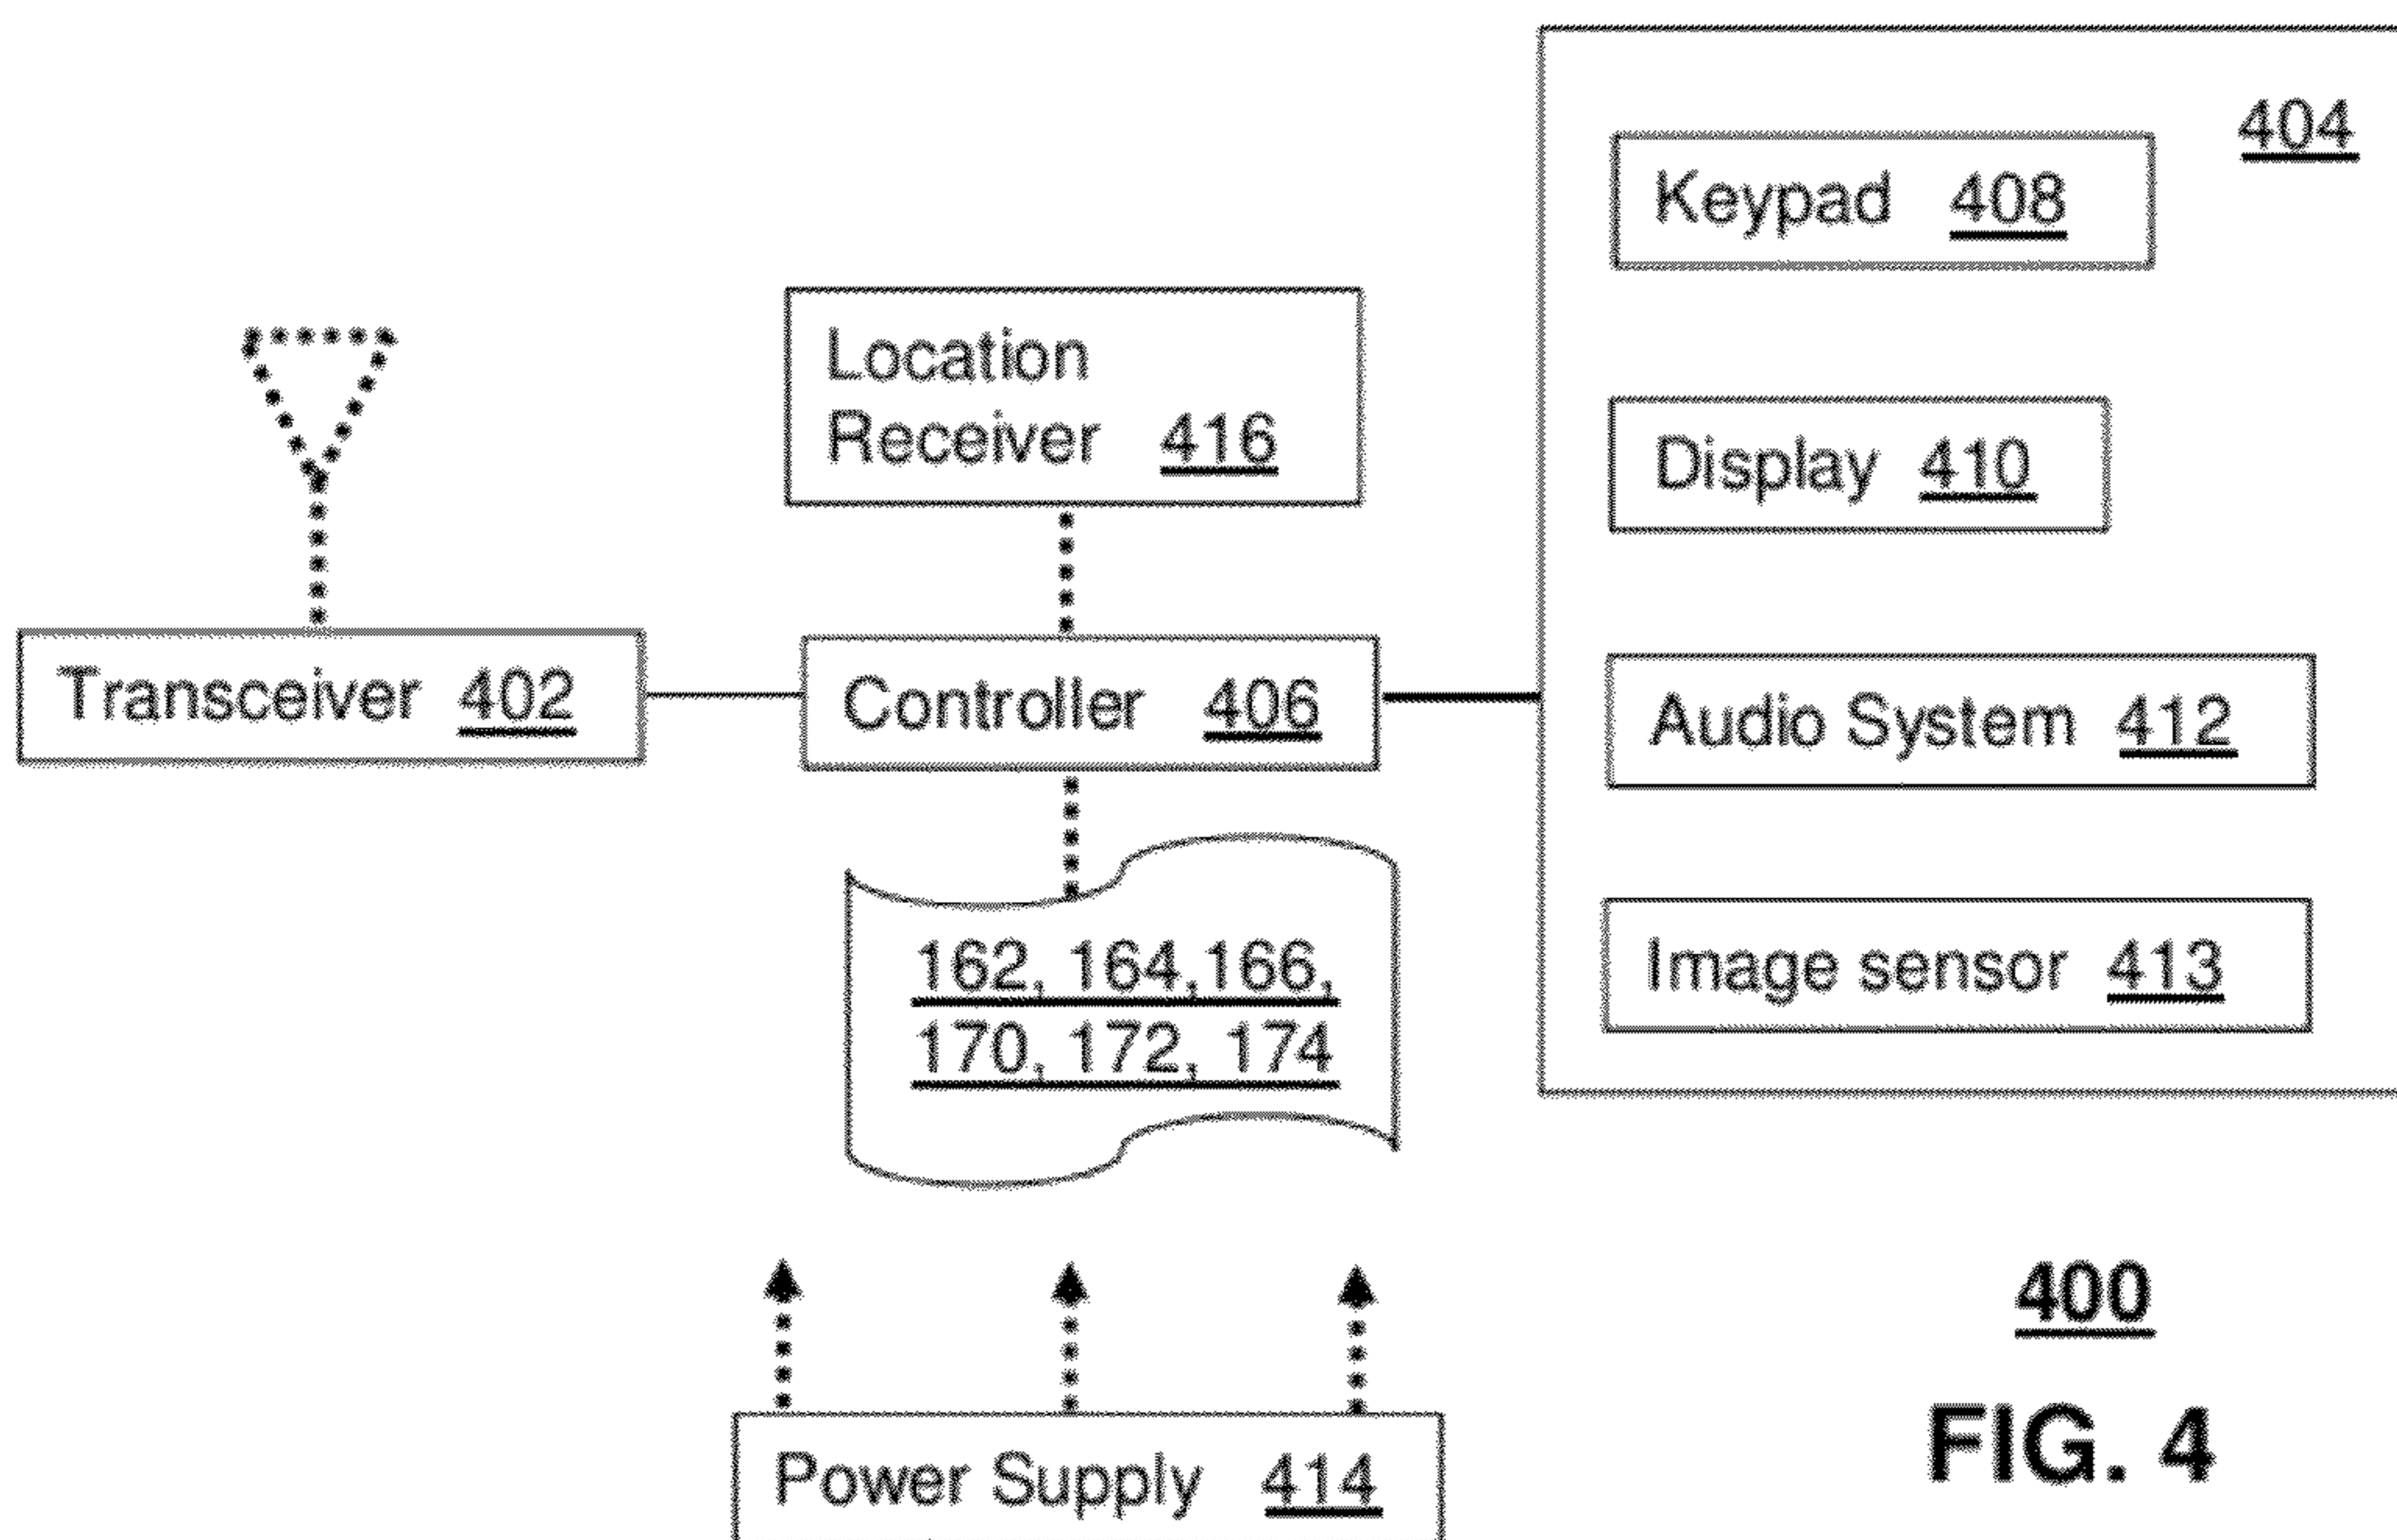 404
Keypad 408
Location
Receiver 416
Display 410
Transceiver 402
Controller 406
Audio System 412
162, 164,166,
170, 172, 174
Image sensor 413
400
Power Supply 414
FIG. 4